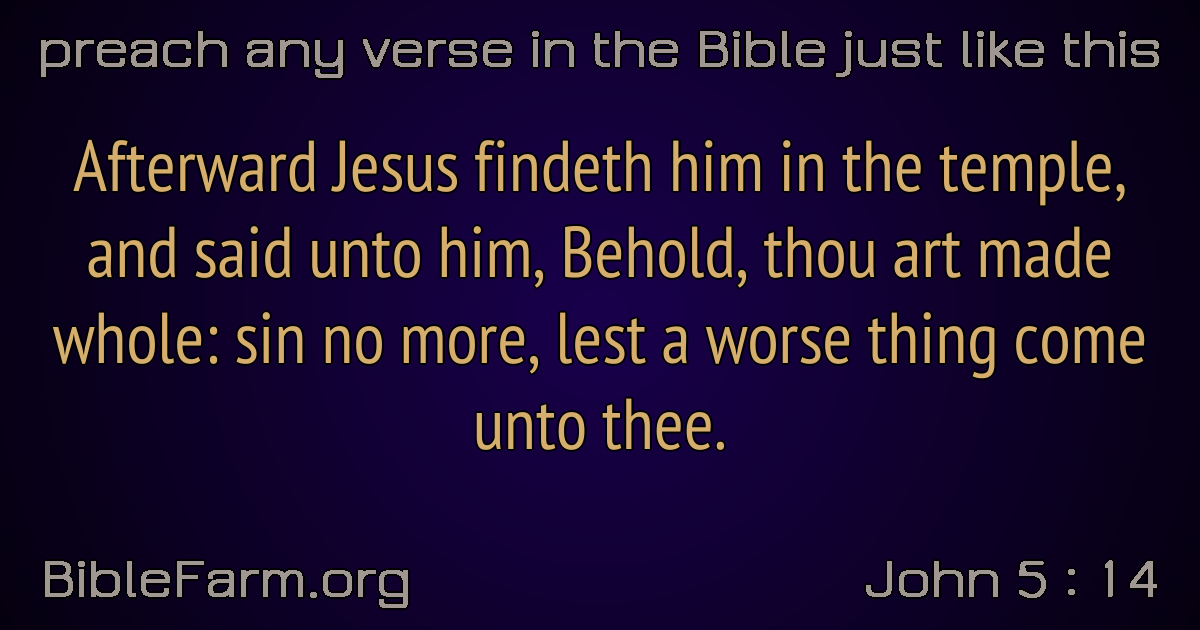 preach any verse in the Bible just like this
Afterward Jesus findeth him in the temple,
and said unto him, Behold, thou art made
whole: sin no more, lest a worse thing come
unto thee.
BibleFarm.org
John 5 : 14